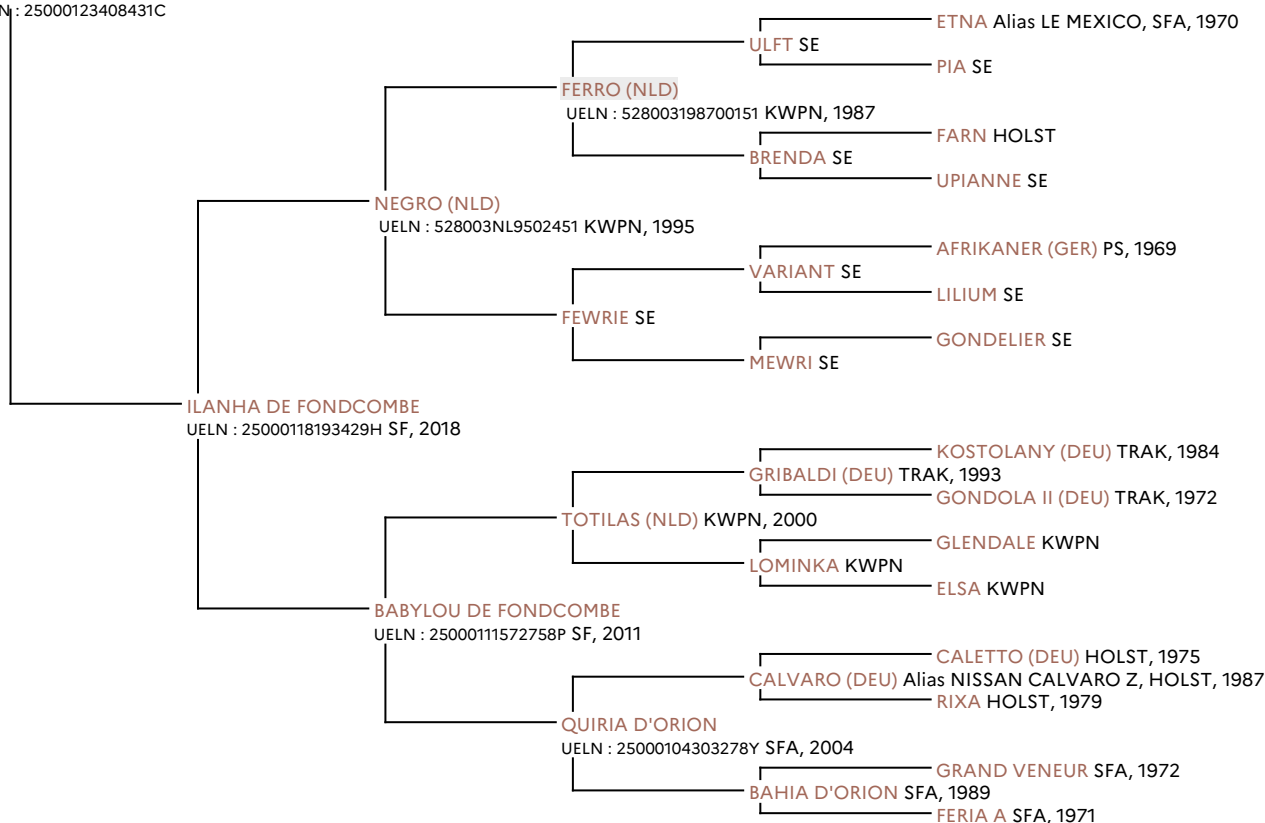 N : 25000123408431C
ETNA Alias LE MEXICO, SFA, 1970
ULFT SE
PIA SE
FERRO (NLD)
UELN : 528003198700151 KWPN, 1987
FARN HOLST
BRENDA SE
UPIANNE SE
NEGRO (NLD)
UELN : 528003NL9502451 KWPN, 1995
AFRIKANER (GER) PS, 1969
VARIANT SE
LILIUM SE
FEWRIE SE
GONDELIER SE
MEWRI SE
ILANHA DE FONDCOMBE
UELN : 25000118193429H SF, 2018
KOSTOLANY (DEU) TRAK, 1984
GRIBALDI (DEU) TRAK, 1993
GONDOLA II (DEU) TRAK, 1972
TOTILAS (NLD) KWPN, 2000
GLENDALE KWPN
LOMINKA KWPN
ELSA KWPN
BABYLOU DE FONDCOMBE
UELN : 25000111572758P SF, 2011
CALETTO (DEU) HOLST, 1975
CALVARO (DEU) Alias NISSAN CALVARO Z, HOLST, 1987
RIXA HOLST, 1979
QUIRIA D'ORION
UELN : 25000104303278Y SFA, 2004
GRAND VENEUR SFA, 1972
BAHIA D'ORION SFA, 1989
FERIA A SFA, 1971